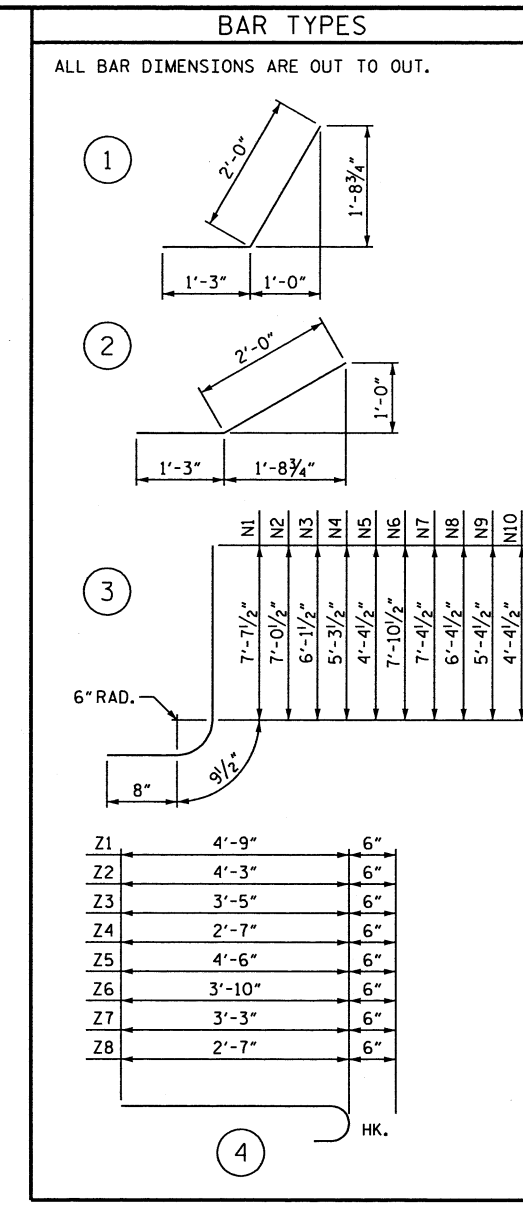 BAR TYPES
ALL BAR DIMENSIONS ARE OUT TO OUT.
1
2'-0"
1'-8¾"
1'-3" 1'-0"
2
2'-0"
1'-0"
1'-3" 1'-8¾"
3
N1 N2 N3 N4 N5 N6 N7 N8 N9 N10
7'-7½" 7'-0½" 6'-1½" 5'-3½" 4'-4½" 7'-10½" 7'-4½" 6'-4½" 5'-4½" 4'-4½"
6" RAD.
8" 9½"
Z1 4'-9" 6"
Z2 4'-3" 6"
Z3 3'-5" 6"
Z4 2'-7" 6"
Z5 4'-6" 6"
Z6 3'-10" 6"
Z7 3'-3" 6"
Z8 2'-7" 6"
HK.
4